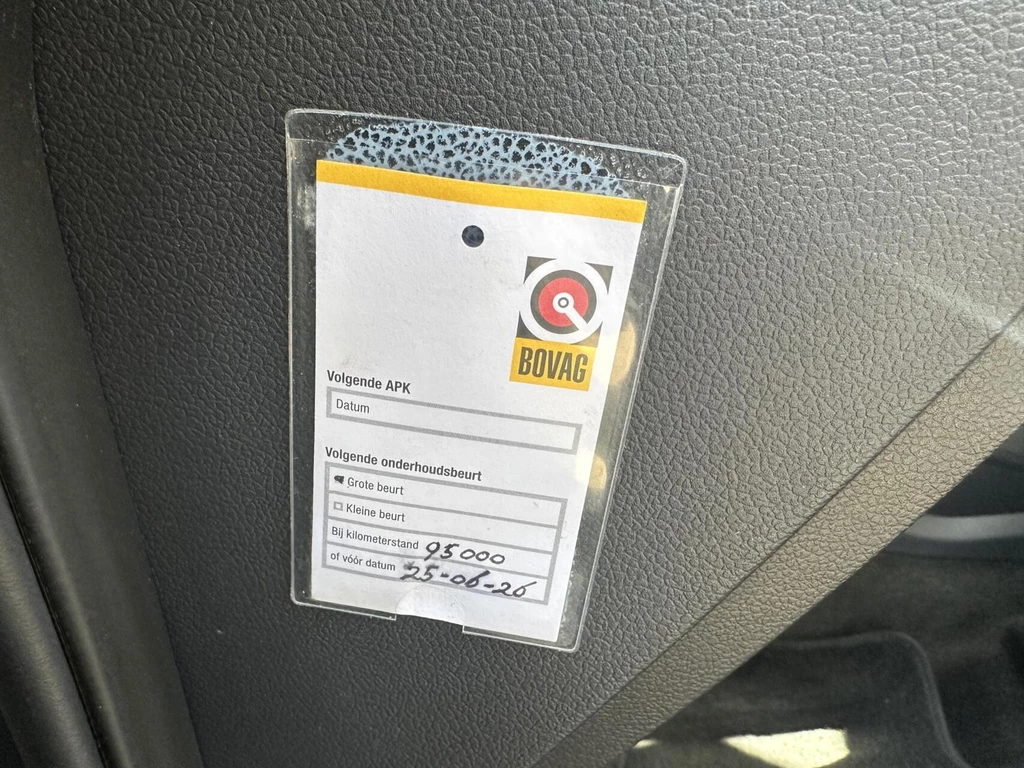 BOVAG
Volgende APK
Datum
Volgende onderhoudsbeurt
Grote beurt
Kleine beurt
Bij kilometerstand 95000
of vóór datum 25-06-26